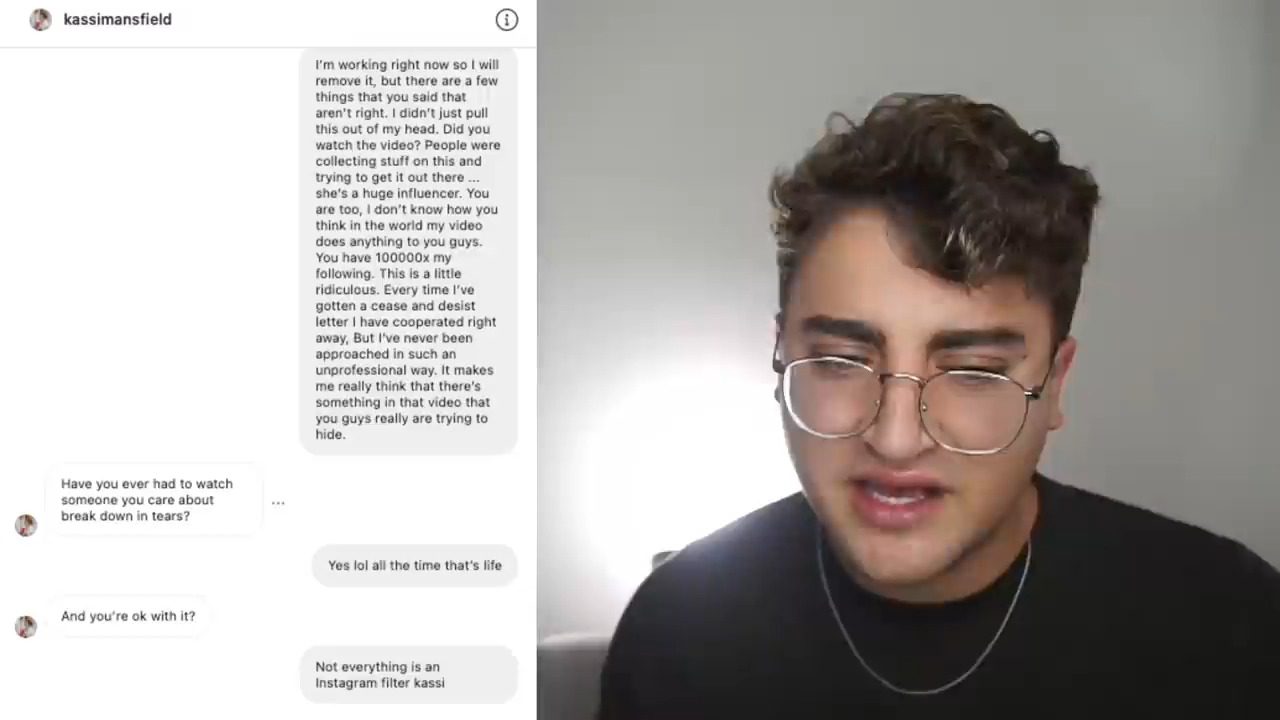 kassimansfield
I'm working right now so I will
remove it, but there are a few
things that you said that
aren't right. I didn't just pull
this out of my head. Did you
watch the video? People were
collecting stuff on this and
trying to get it out there ...
she's a huge influencer. You
are too, I don't know how you
think in the world my video
does anything to you guys.
You have 100000x my
following. This is a little
ridiculous. Every time I've
gotten a cease and desist
letter I have cooperated right
away, But I've never been
approached in such an
unprofessional way. It makes
me really think that there's
something in that video that
you guys really are trying to
hide.
Have you ever had to watch
someone you care about
break down in tears?
Yes lol all the time that's life
And you're ok with it?
Not everything is an
Instagram filter kassi